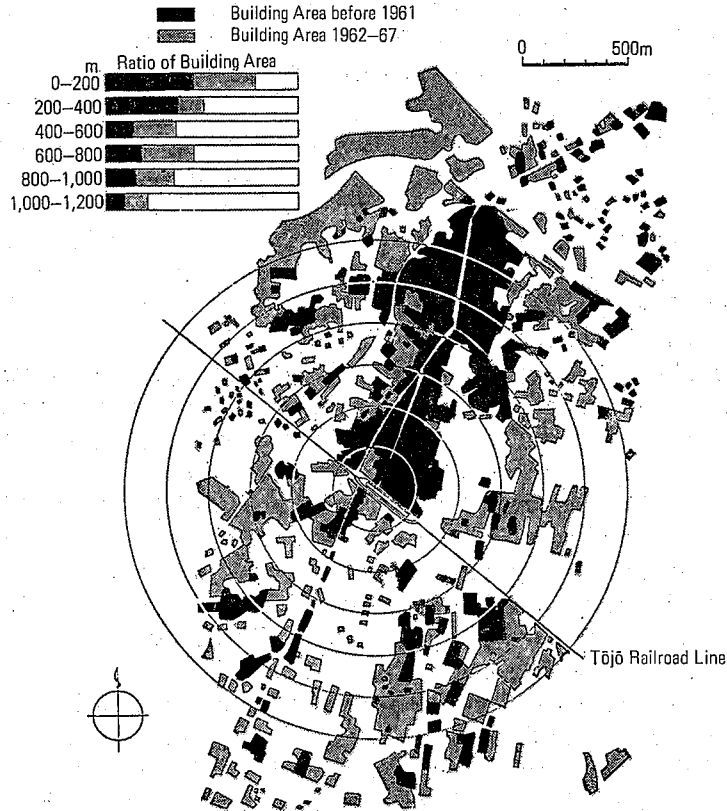 Building Area before 1961
Building Area 1962–67
0 500m
m. Ratio of Building Area
0–200
200–400
400–600
600–800
800–1,000
1,000–1,200
Tōjō Railroad Line